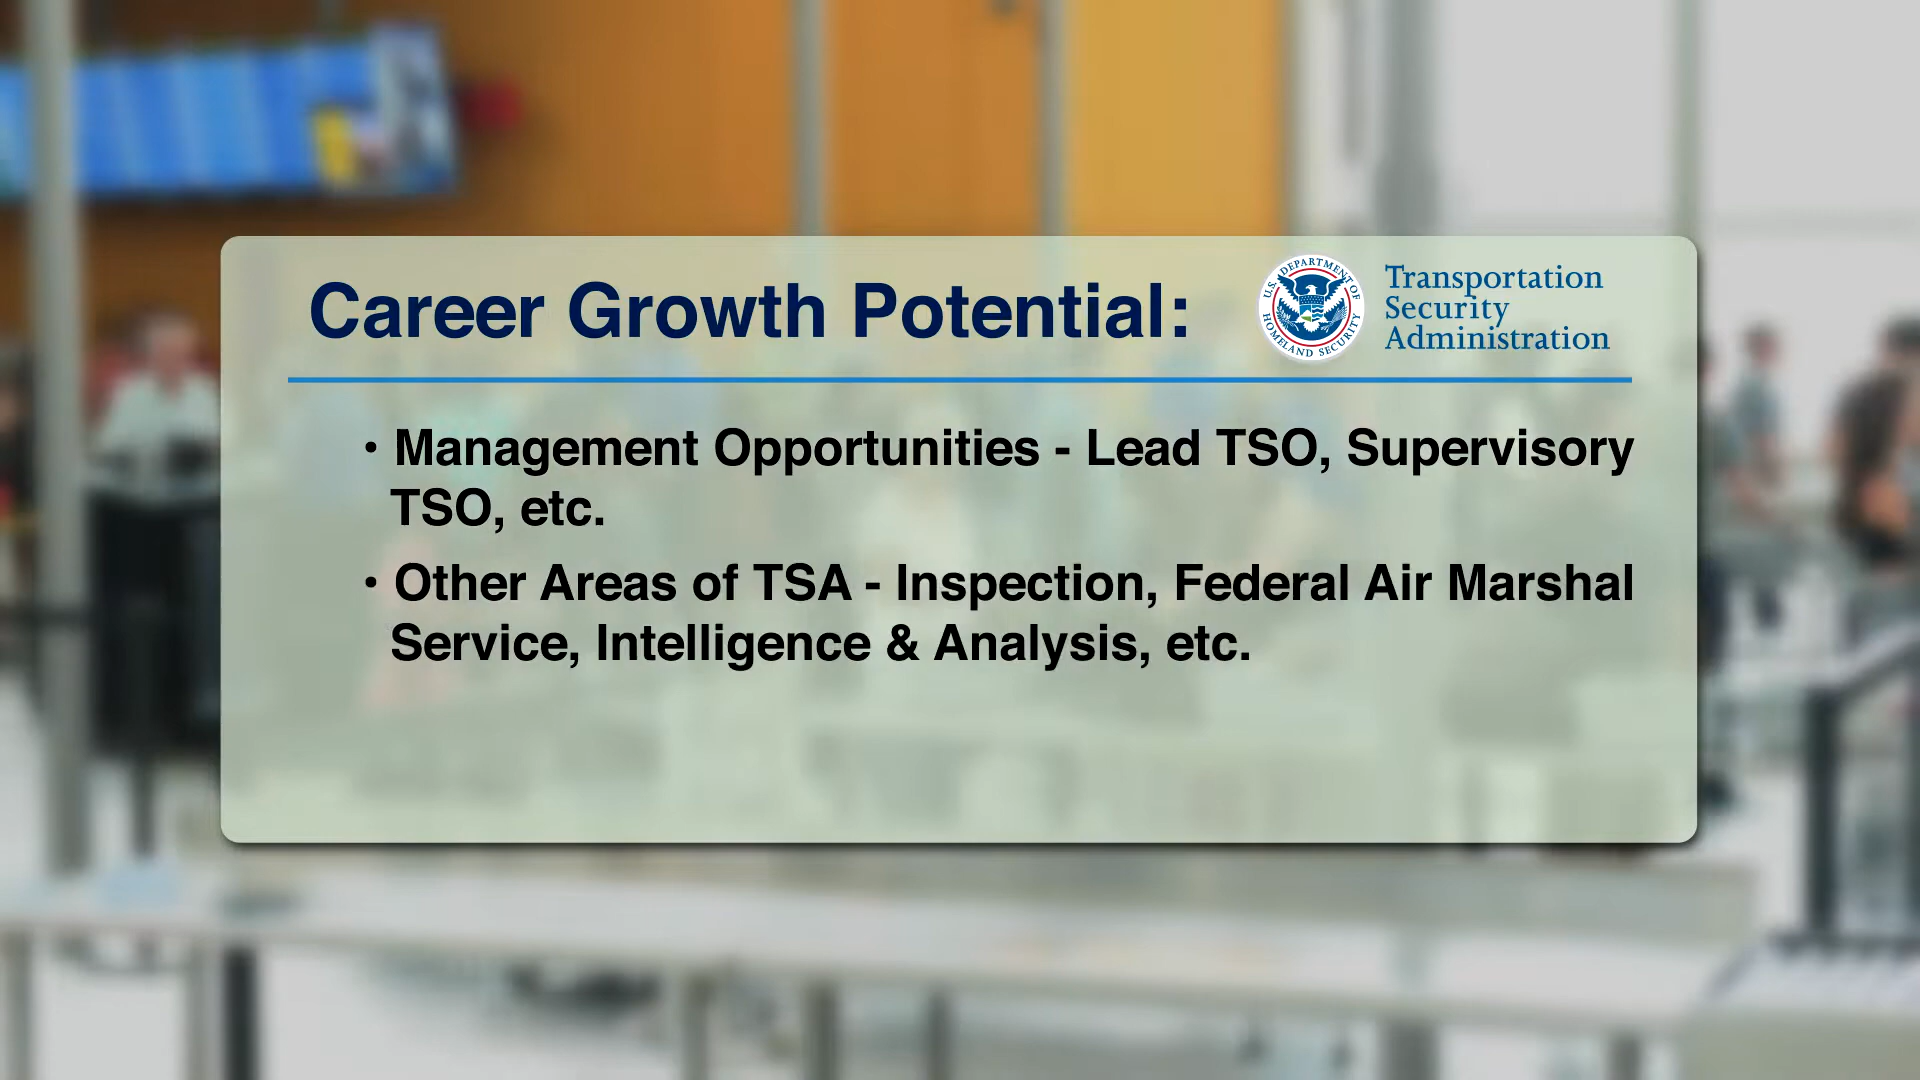 Career Growth Potential:
U.S. DEPARTMENT OF
HOMELAND SECURITY
Transportation
Security
Administration
• Management Opportunities - Lead TSO, Supervisory
TSO, etc.
• Other Areas of TSA - Inspection, Federal Air Marshal
Service, Intelligence & Analysis, etc.